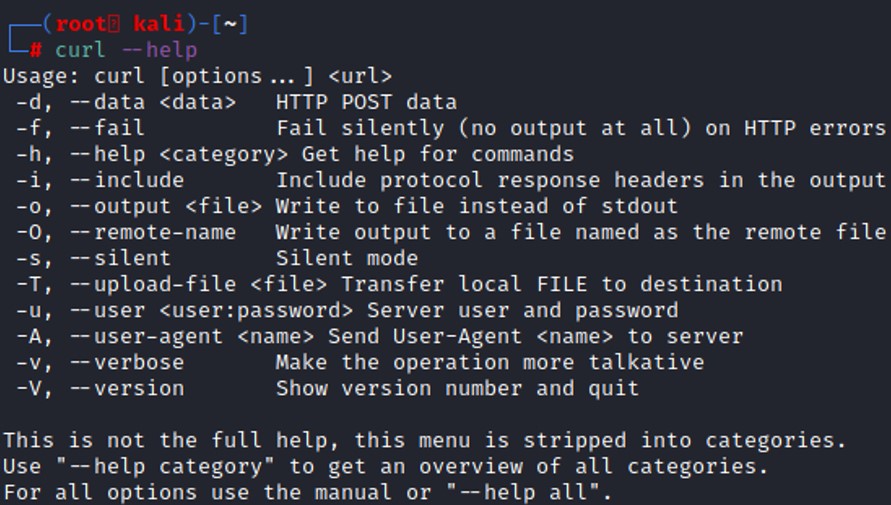 ┌──(root㉿ kali)-[~]
└─# curl --help
Usage: curl [options ... ] <url>
 -d, --data <data>   HTTP POST data
 -f, --fail          Fail silently (no output at all) on HTTP errors
 -h, --help <category> Get help for commands
 -i, --include       Include protocol response headers in the output
 -o, --output <file> Write to file instead of stdout
 -O, --remote-name   Write output to a file named as the remote file
 -s, --silent        Silent mode
 -T, --upload-file <file> Transfer local FILE to destination
 -u, --user <user:password> Server user and password
 -A, --user-agent <name> Send User-Agent <name> to server
 -v, --verbose       Make the operation more talkative
 -V, --version       Show version number and quit

This is not the full help, this menu is stripped into categories.
Use "--help category" to get an overview of all categories.
For all options use the manual or "--help all".